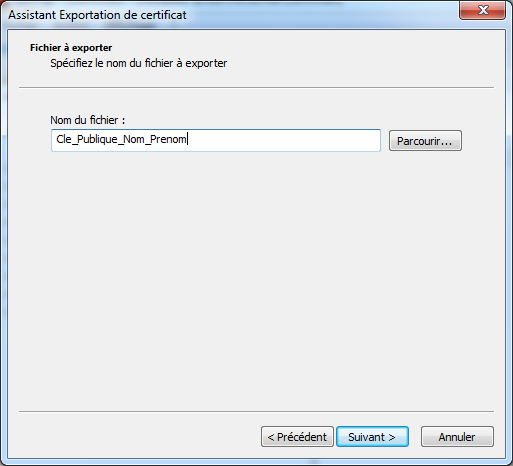 Assistant Exportation de certificat
Fichier à exporter
Spécifiez le nom du fichier à exporter
Nom du fichier :
Cle_Publique_Nom_Prenom
Parcourir...
< Précédent
Suivant >
Annuler